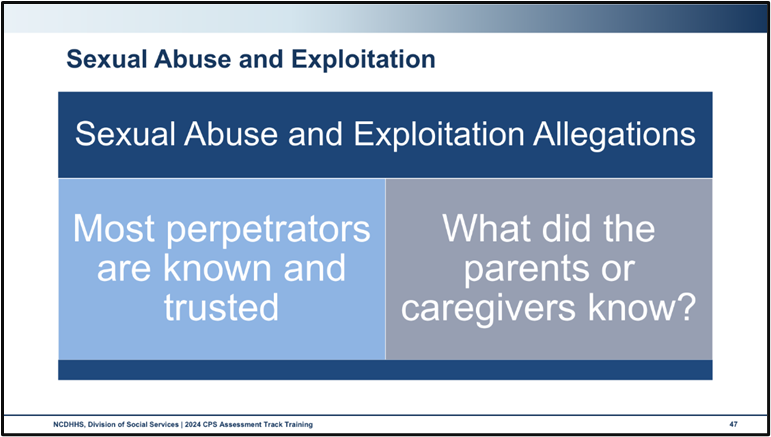 Sexual Abuse and Exploitation
Sexual Abuse and Exploitation Allegations
Most perpetrators
are known and
trusted
What did the
parents or
caregivers know?
NCDHHS, Division of Social Services | 2024 CPS Assessment Track Training
47